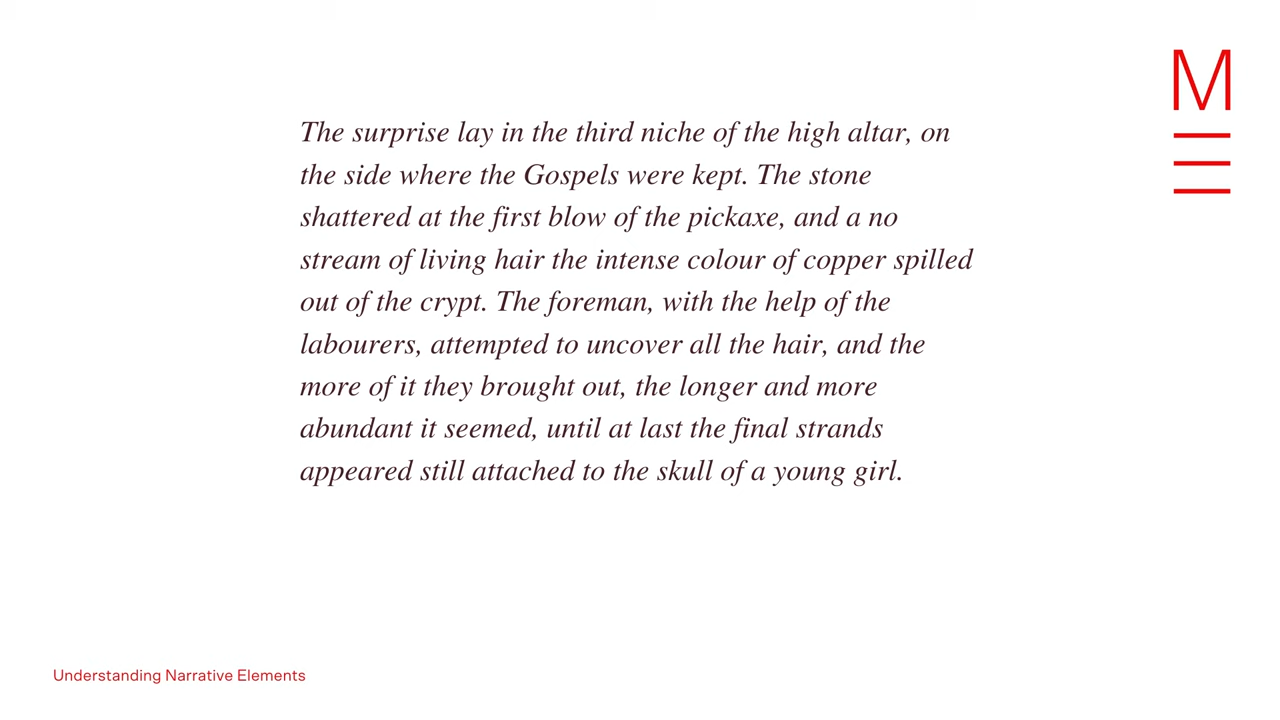 M
The surprise lay in the third niche of the high altar, on
the side where the Gospels were kept. The stone
shattered at the first blow of the pickaxe, and a no
stream of living hair the intense colour of copper spilled
out of the crypt. The foreman, with the help of the
labourers, attempted to uncover all the hair, and the
more of it they brought out, the longer and more
abundant it seemed, until at last the final strands
appeared still attached to the skull of a young girl.
Understanding Narrative Elements